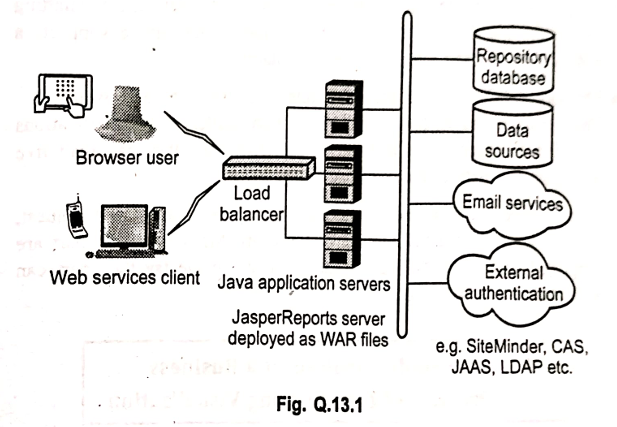 Repository
database
Data
sources
Browser user
Load
balancer
Email services
Web services client
Java application servers
External
authentication
JasperReports server
deployed as WAR files
e.g. SiteMinder, CAS,
JAAS, LDAP etc.
Fig. Q.13.1